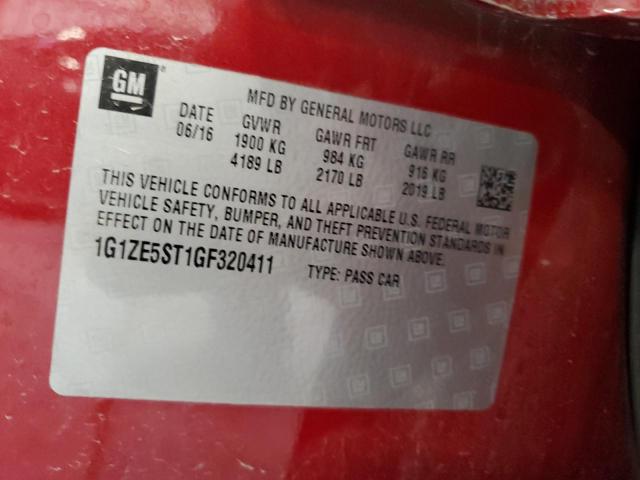 GM
MFD BY GENERAL MOTORS LLC
DATE GVWR GAWR FRT GAWR RR
06/16 1900 KG 984 KG 916 KG
4189 LB 2170 LB 2019 LB
THIS VEHICLE CONFORMS TO ALL APPLICABLE U.S. FEDERAL MOTOR
VEHICLE SAFETY, BUMPER, AND THEFT PREVENTION STANDARDS IN
EFFECT ON THE DATE OF MANUFACTURE SHOWN ABOVE.
1G1ZE5ST1GF320411 TYPE: PASS CAR